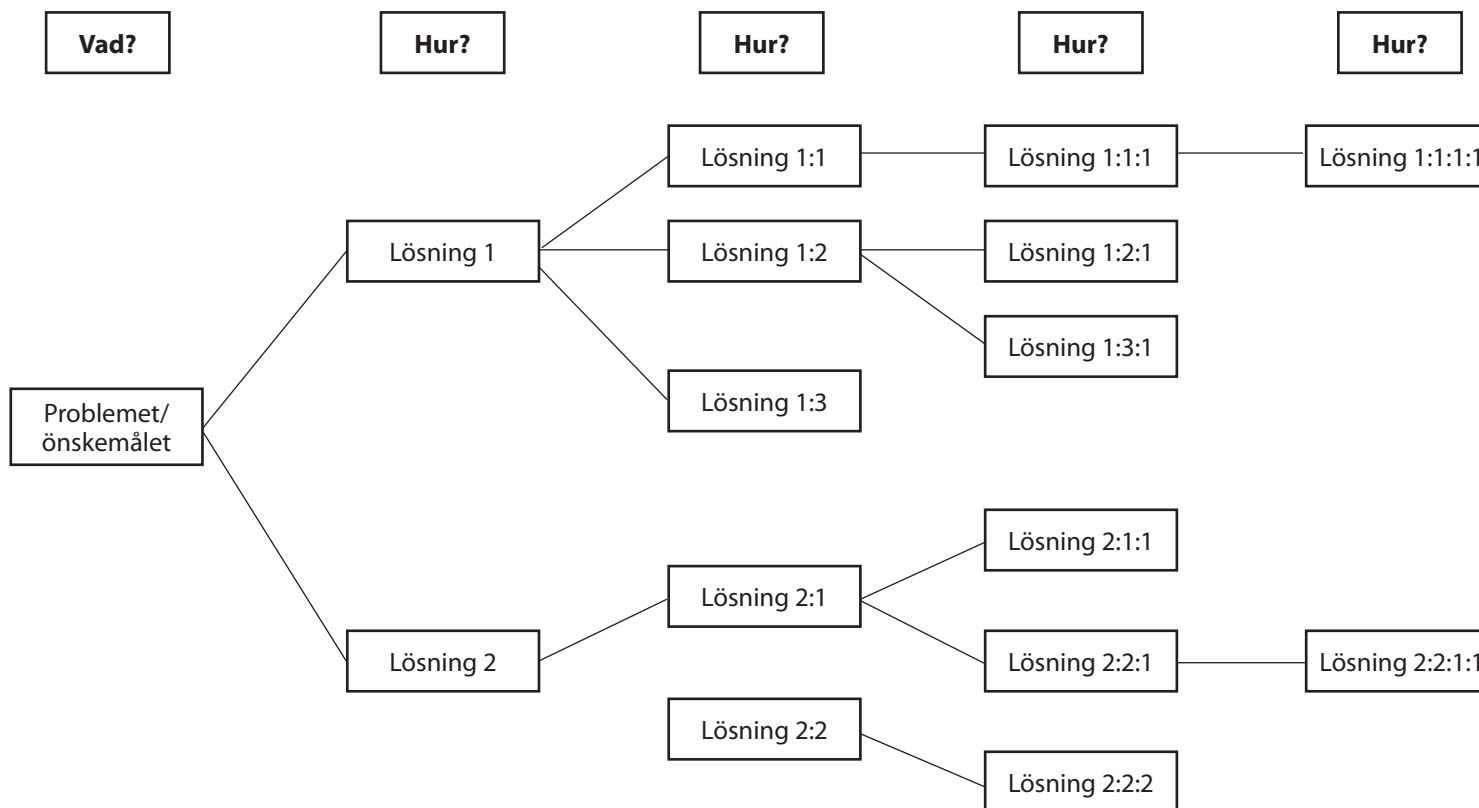 Vad?
Hur?
Hur?
Hur?
Hur?
Lösning 1:1
Lösning 1:1:1
Lösning 1:1:1:1
Lösning 1
Lösning 1:2
Lösning 1:2:1
Lösning 1:3:1
Lösning 1:3
Problemet/
önskemålet
Lösning 2:1:1
Lösning 2:1
Lösning 2
Lösning 2:2:1
Lösning 2:2:1:1
Lösning 2:2
Lösning 2:2:2